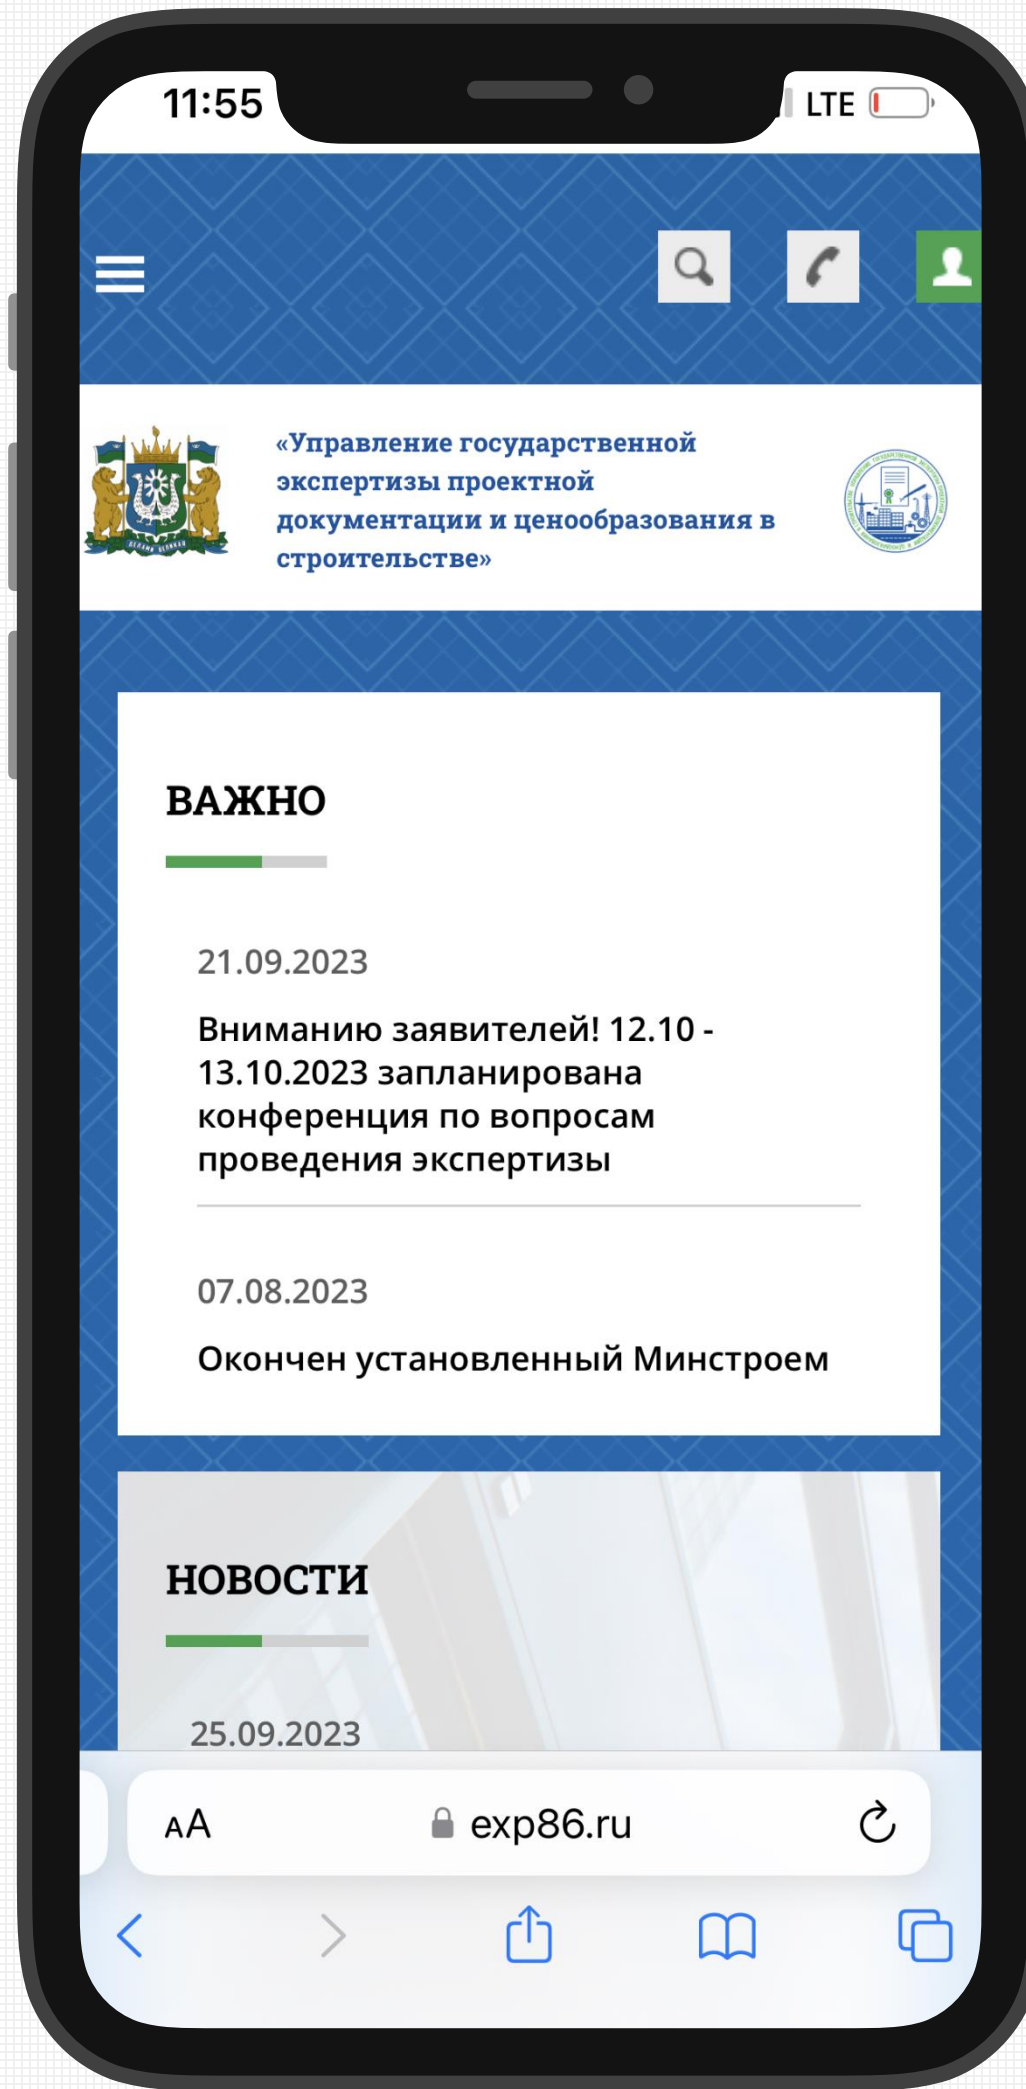 11:55
LTE
«Управление государственной
экспертизы проектной
документации и ценообразования в
строительстве»
ВАЖНО
21.09.2023
Вниманию заявителей! 12.10 -
13.10.2023 запланирована
конференция по вопросам
проведения экспертизы
07.08.2023
Окончен установленный Минстроем
НОВОСТИ
25.09.2023
AA
exp86.ru